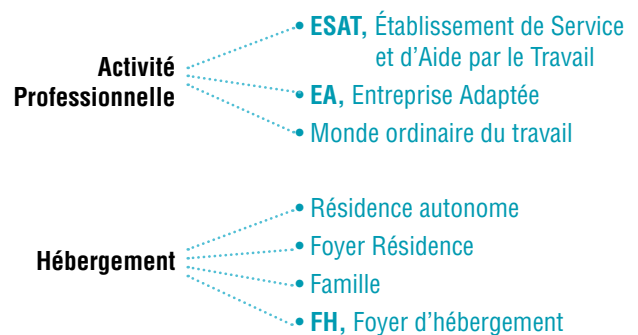 Activité
Professionnelle
• ESAT, Établissement de Service
et d'Aide par le Travail
• EA, Entreprise Adaptée
• Monde ordinaire du travail
Hébergement
• Résidence autonome
• Foyer Résidence
• Famille
• FH, Foyer d'hébergement